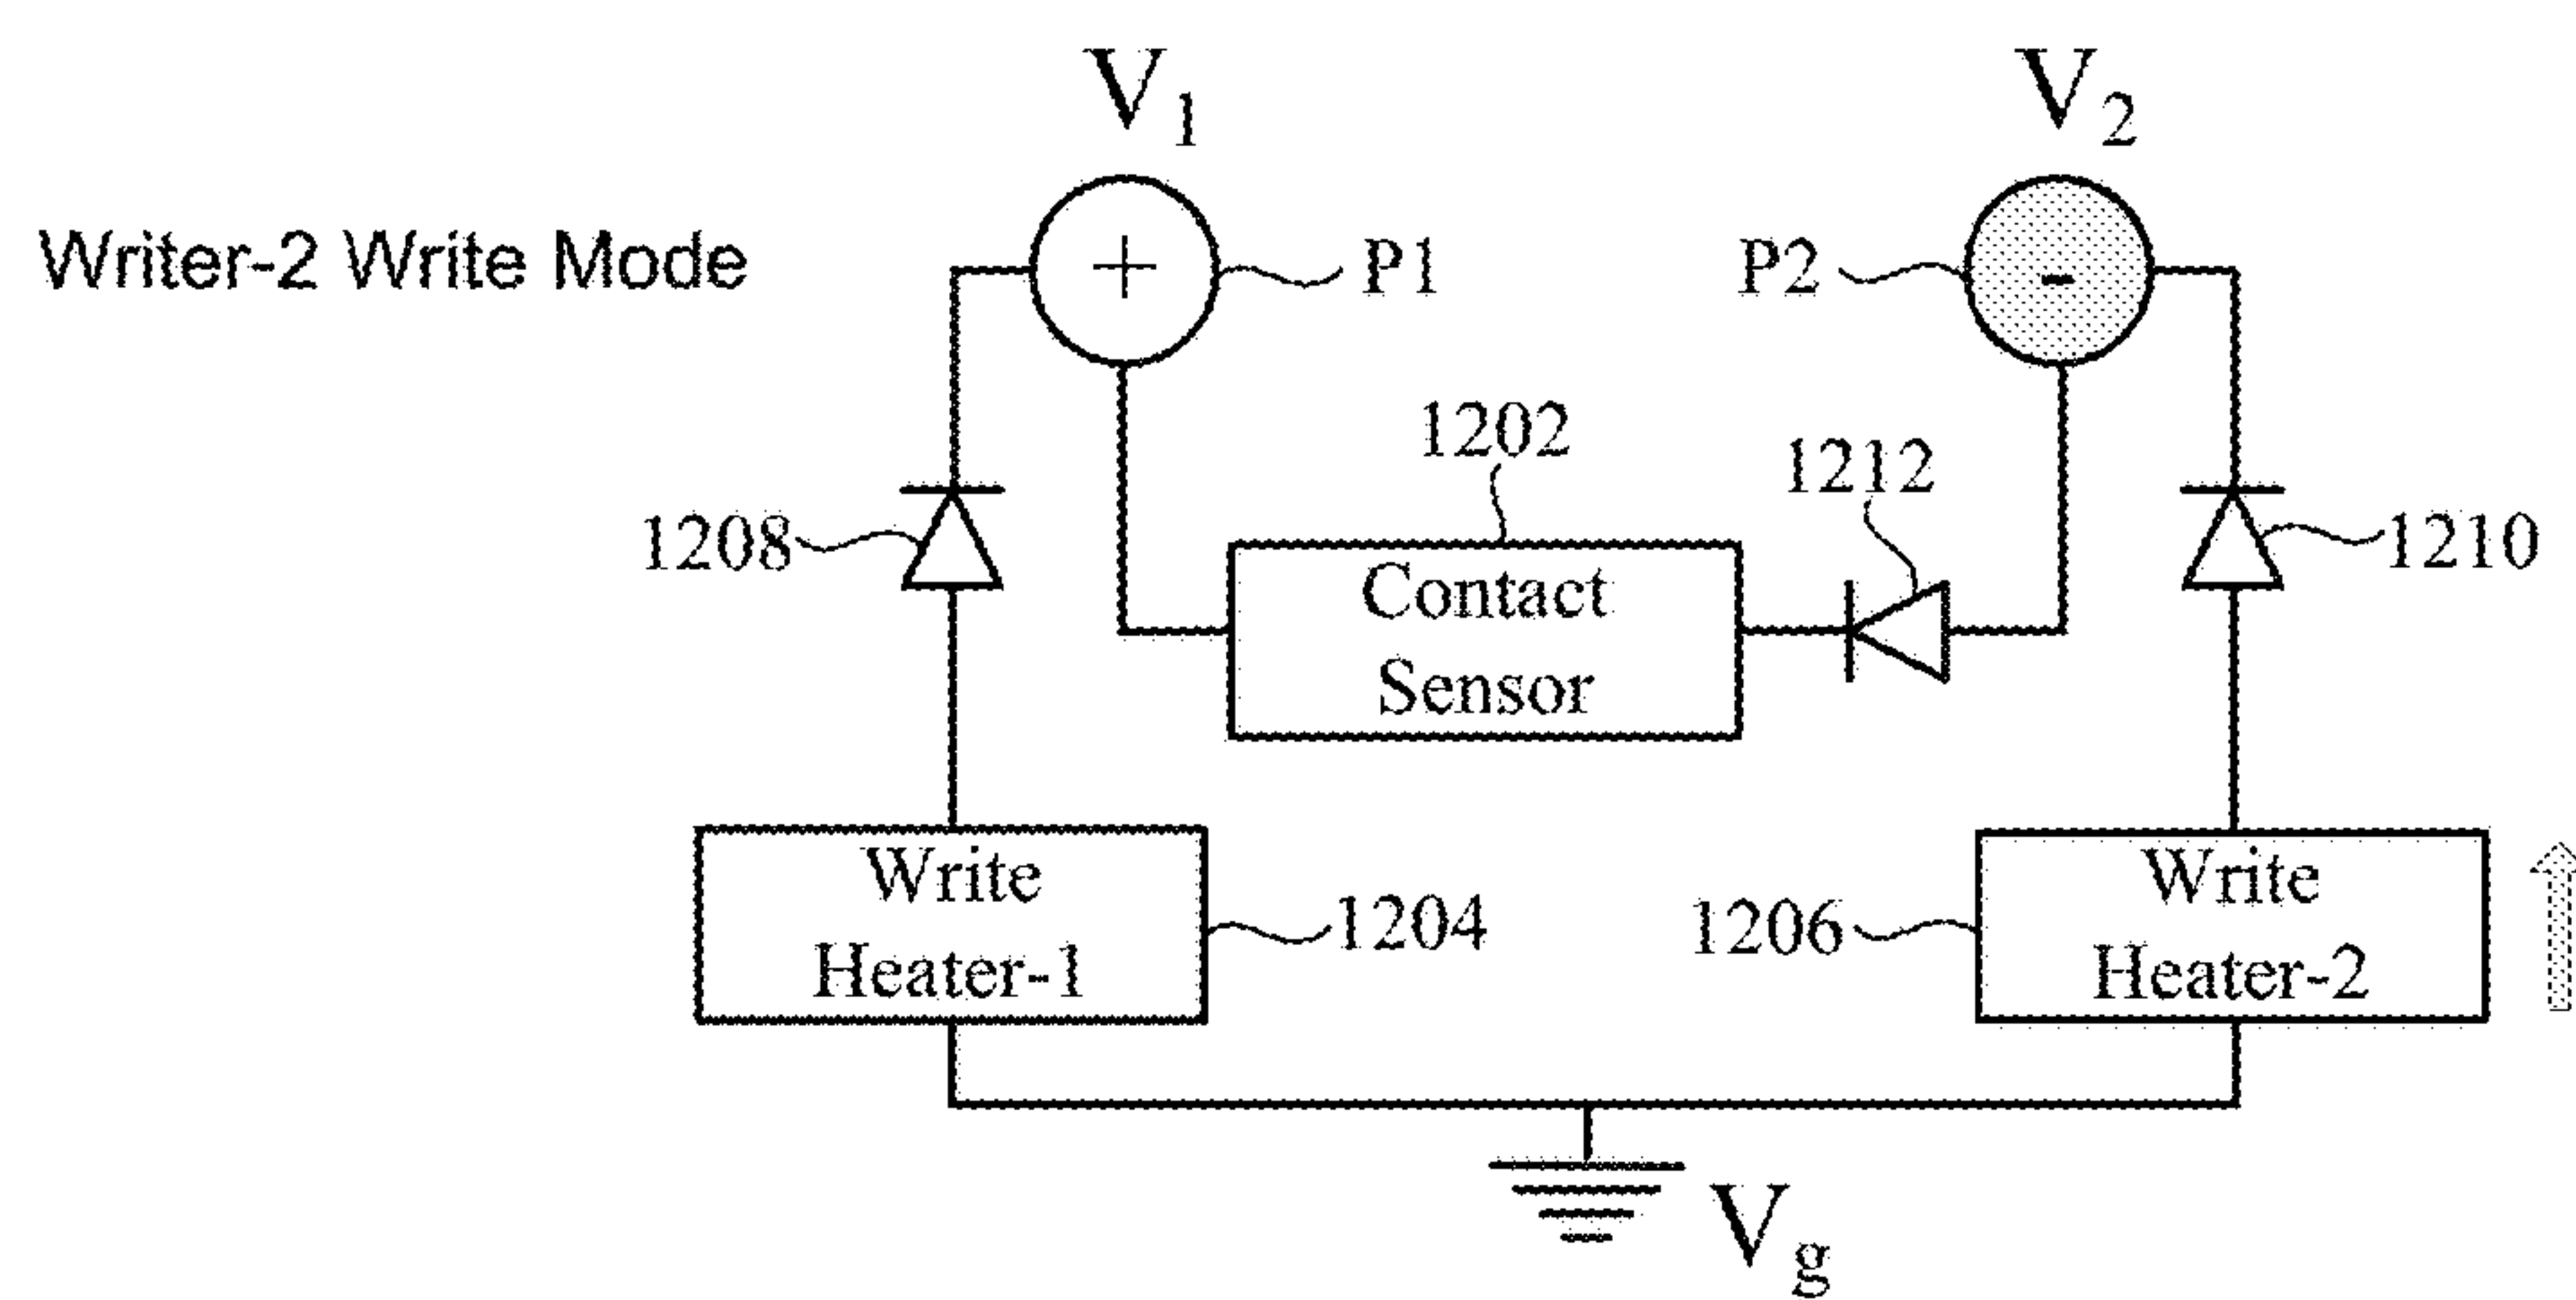 V1
V2
Writer-2 Write Mode
+
P1
P2
-
1202
1212
1208
1210
Contact
Sensor
Write
Heater-1
1204
1206
Write
Heater-2
Vg